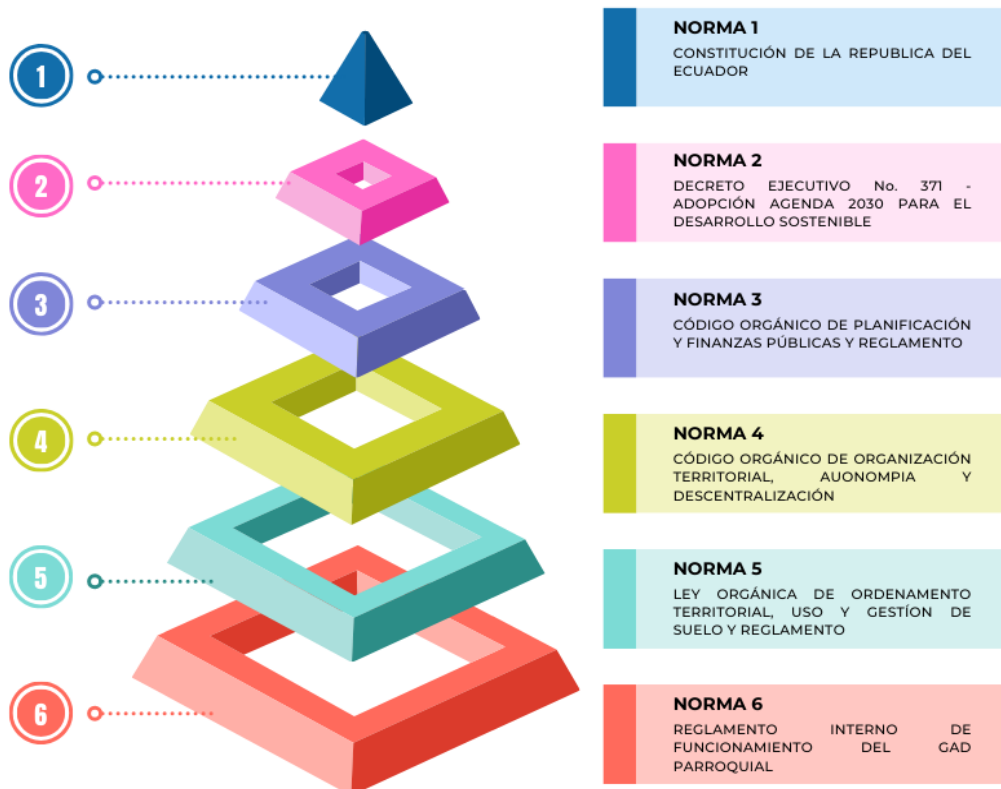 1
2
3
4
5
6
NORMA 1
CONSTITUCIÓN DE LA REPUBLICA DEL
ECUADOR
NORMA 2
DECRETO EJECUTIVO No. 371 -
ADOPCIÓN AGENDA 2030 PARA EL
DESARROLLO SOSTENIBLE
NORMA 3
CÓDIGO ORGÁNICO DE PLANIFICACIÓN
Y FINANZAS PÚBLICAS Y REGLAMENTO
NORMA 4
CÓDIGO ORGÁNICO DE ORGANIZACIÓN
TERRITORIAL, AUONOMPIA Y
DESCENTRALIZACIÓN
NORMA 5
LEY ORGÁNICA DE ORDENAMENTO
TERRITORIAL, USO Y GESTÍON DE
SUELO Y REGLAMENTO
NORMA 6
REGLAMENTO INTERNO DE
FUNCIONAMIENTO DEL GAD
PARROQUIAL